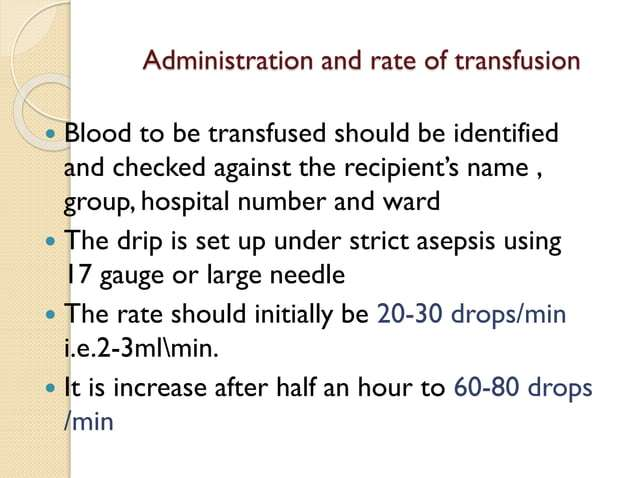 Administration and rate of transfusion
• Blood to be transfused should be identified
and checked against the recipient's name ,
group, hospital number and ward
• The drip is set up under strict asepsis using
17 gauge or large needle
• The rate should initially be 20-30 drops/min
i.e.2-3ml\min.
• It is increase after half an hour to 60-80 drops
/min